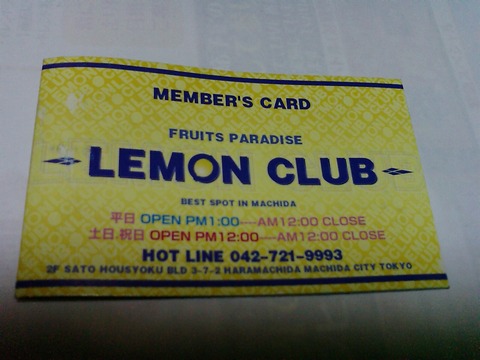 MEMBER'S CARD
FRUITS PARADISE
LEMON CLUB
BEST SPOT IN MACHIDA
平日 OPEN PM1:00----AM12:00 CLOSE
土日.祝日 OPEN PM12:00----AM12:00 CLOSE
HOT LINE 042-721-9993
2F SATO HOUSYOKU BLD 3-7-2 HARAMACHIDA MACHIDA CITY TOKYO